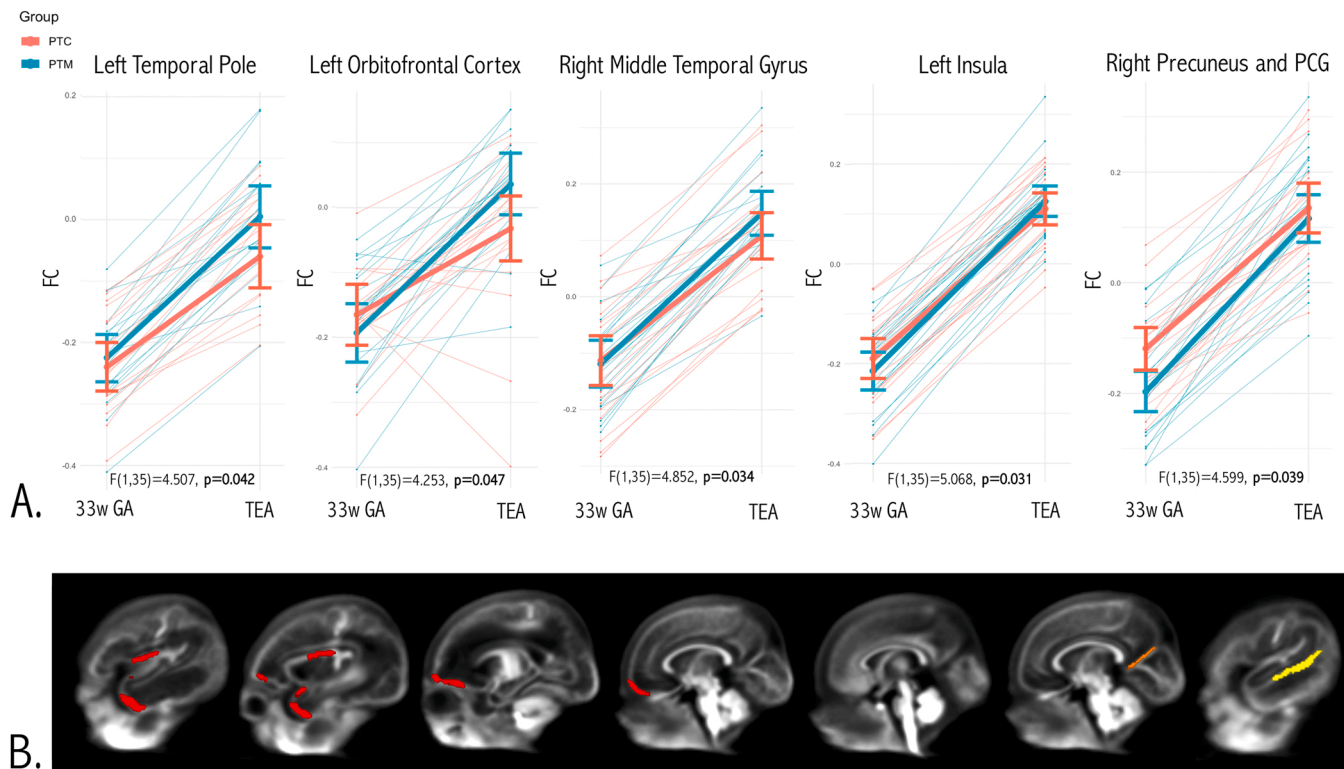 Group
PTC
PTM
Left Temporal Pole
Left Orbitofrontal Cortex
Right Middle Temporal Gyrus
Left Insula
Right Precuneus and PCG
0.2
0.0
-0.2
-0.4
FC
0.0
-0.2
-0.4
FC
0.2
0.0
-0.2
FC
0.2
0.0
-0.2
-0.4
FC
0.2
0.0
-0.2
FC
F(1,35)=4.507, p=0.042
F(1,35)=4.253, p=0.047
F(1,35)=4.852, p=0.034
F(1,35)=5.068, p=0.031
F(1,35)=4.599, p=0.039
A.
33w GA
TEA
33w GA
TEA
33w GA
TEA
33w GA
TEA
33w GA
TEA
B.